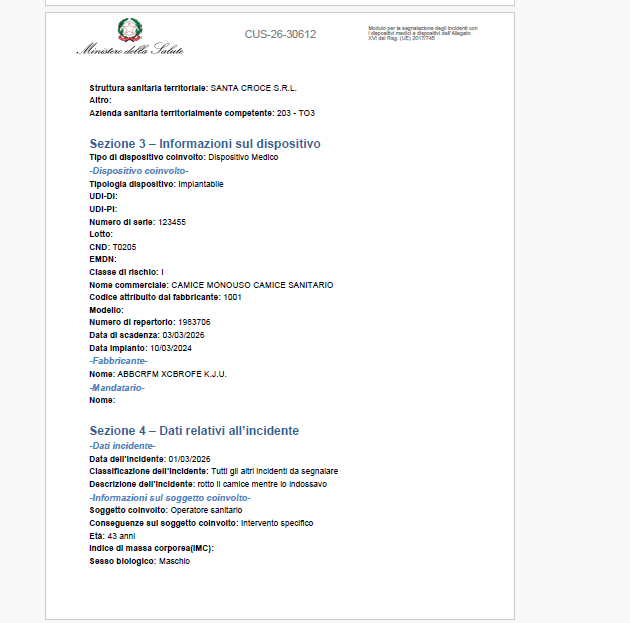 Ministero della Salute
CUS-26-30612
Modulo per la segnalazione degli incidenti con
i dispositivi medici e dispositivi dell'Allegato
XVI del Reg. (UE) 2017/745
Struttura sanitaria territoriale: SANTA CROCE S.R.L.
Altro:
Azienda sanitaria territorialmente competente: 203 - TO3
Sezione 3 – Informazioni sul dispositivo
Tipo di dispositivo coinvolto: Dispositivo Medico
-Dispositivo coinvolto-
Tipologia dispositivo: Impiantabile
UDI-DI:
UDI-PI:
Numero di serie: 123455
Lotto:
CND: T0205
EMDN:
Classe di rischio: I
Nome commerciale: CAMICE MONOUSO CAMICE SANITARIO
Codice attribuito dal fabbricante: 1001
Modello:
Numero di repertorio: 1983706
Data di scadenza: 03/03/2026
Data impianto: 10/03/2024
-Fabbricante-
Nome: ABBCRFM XCBROFE K.J.U.
-Mandatario-
Nome:
Sezione 4 – Dati relativi all'incidente
-Dati incidente-
Data dell'incidente: 01/03/2026
Classificazione dell'incidente: Tutti gli altri incidenti da segnalare
Descrizione dell'incidente: rotto il camice mentre lo indossavo
-Informazioni sul soggetto coinvolto-
Soggetto coinvolto: Operatore sanitario
Conseguenze sul soggetto coinvolto: Intervento specifico
Età: 43 anni
Indice di massa corporea(IMC):
Sesso biologico: Maschio